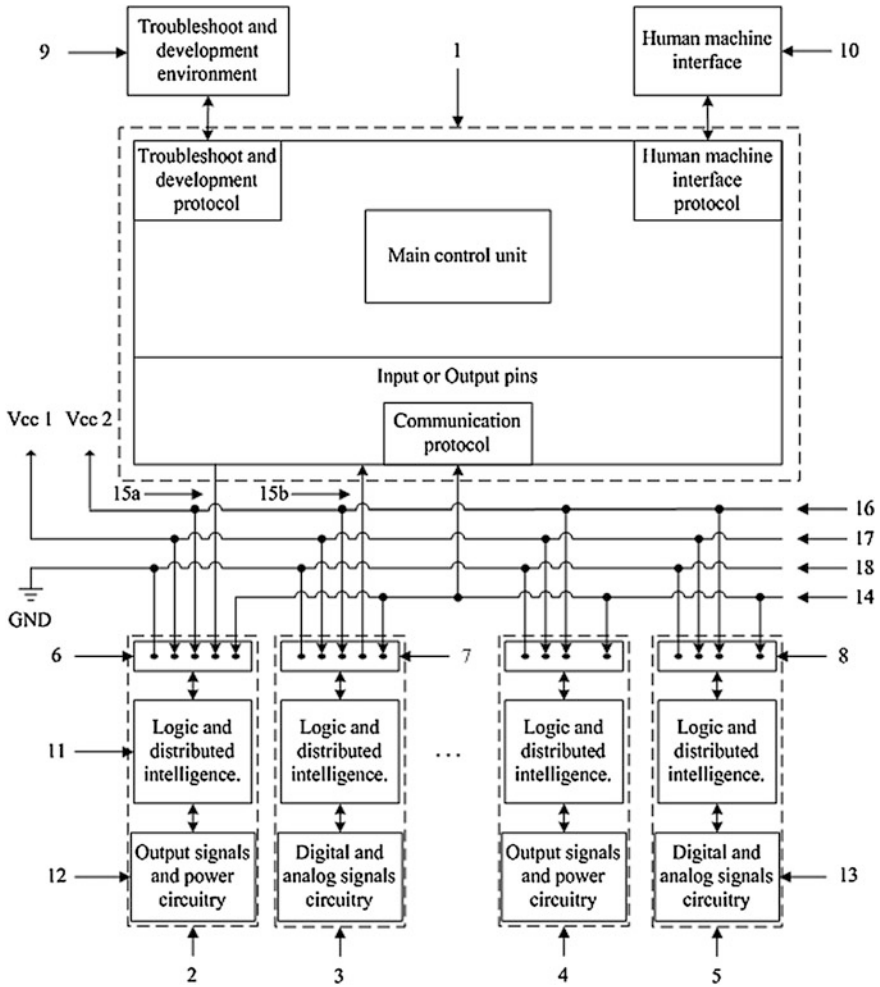 9
Troubleshoot and
development
environment
1
Human machine
interface
10
Troubleshoot and
development
protocol
Human machine
interface
protocol
Main control unit
Input or Output pins
Communication
protocol
Vcc 1 Vcc 2
15a
15b
16
17
18
14
GND
6
7
8
11
Logic and
distributed
intelligence.
Logic and
distributed
intelligence.
...
Logic and
distributed
intelligence.
Logic and
distributed
intelligence.
12
Output signals
and power
circuitry
Digital and
analog signals
circuitry
Output signals
and power
circuitry
Digital and
analog signals
circuitry
13
2
3
4
5